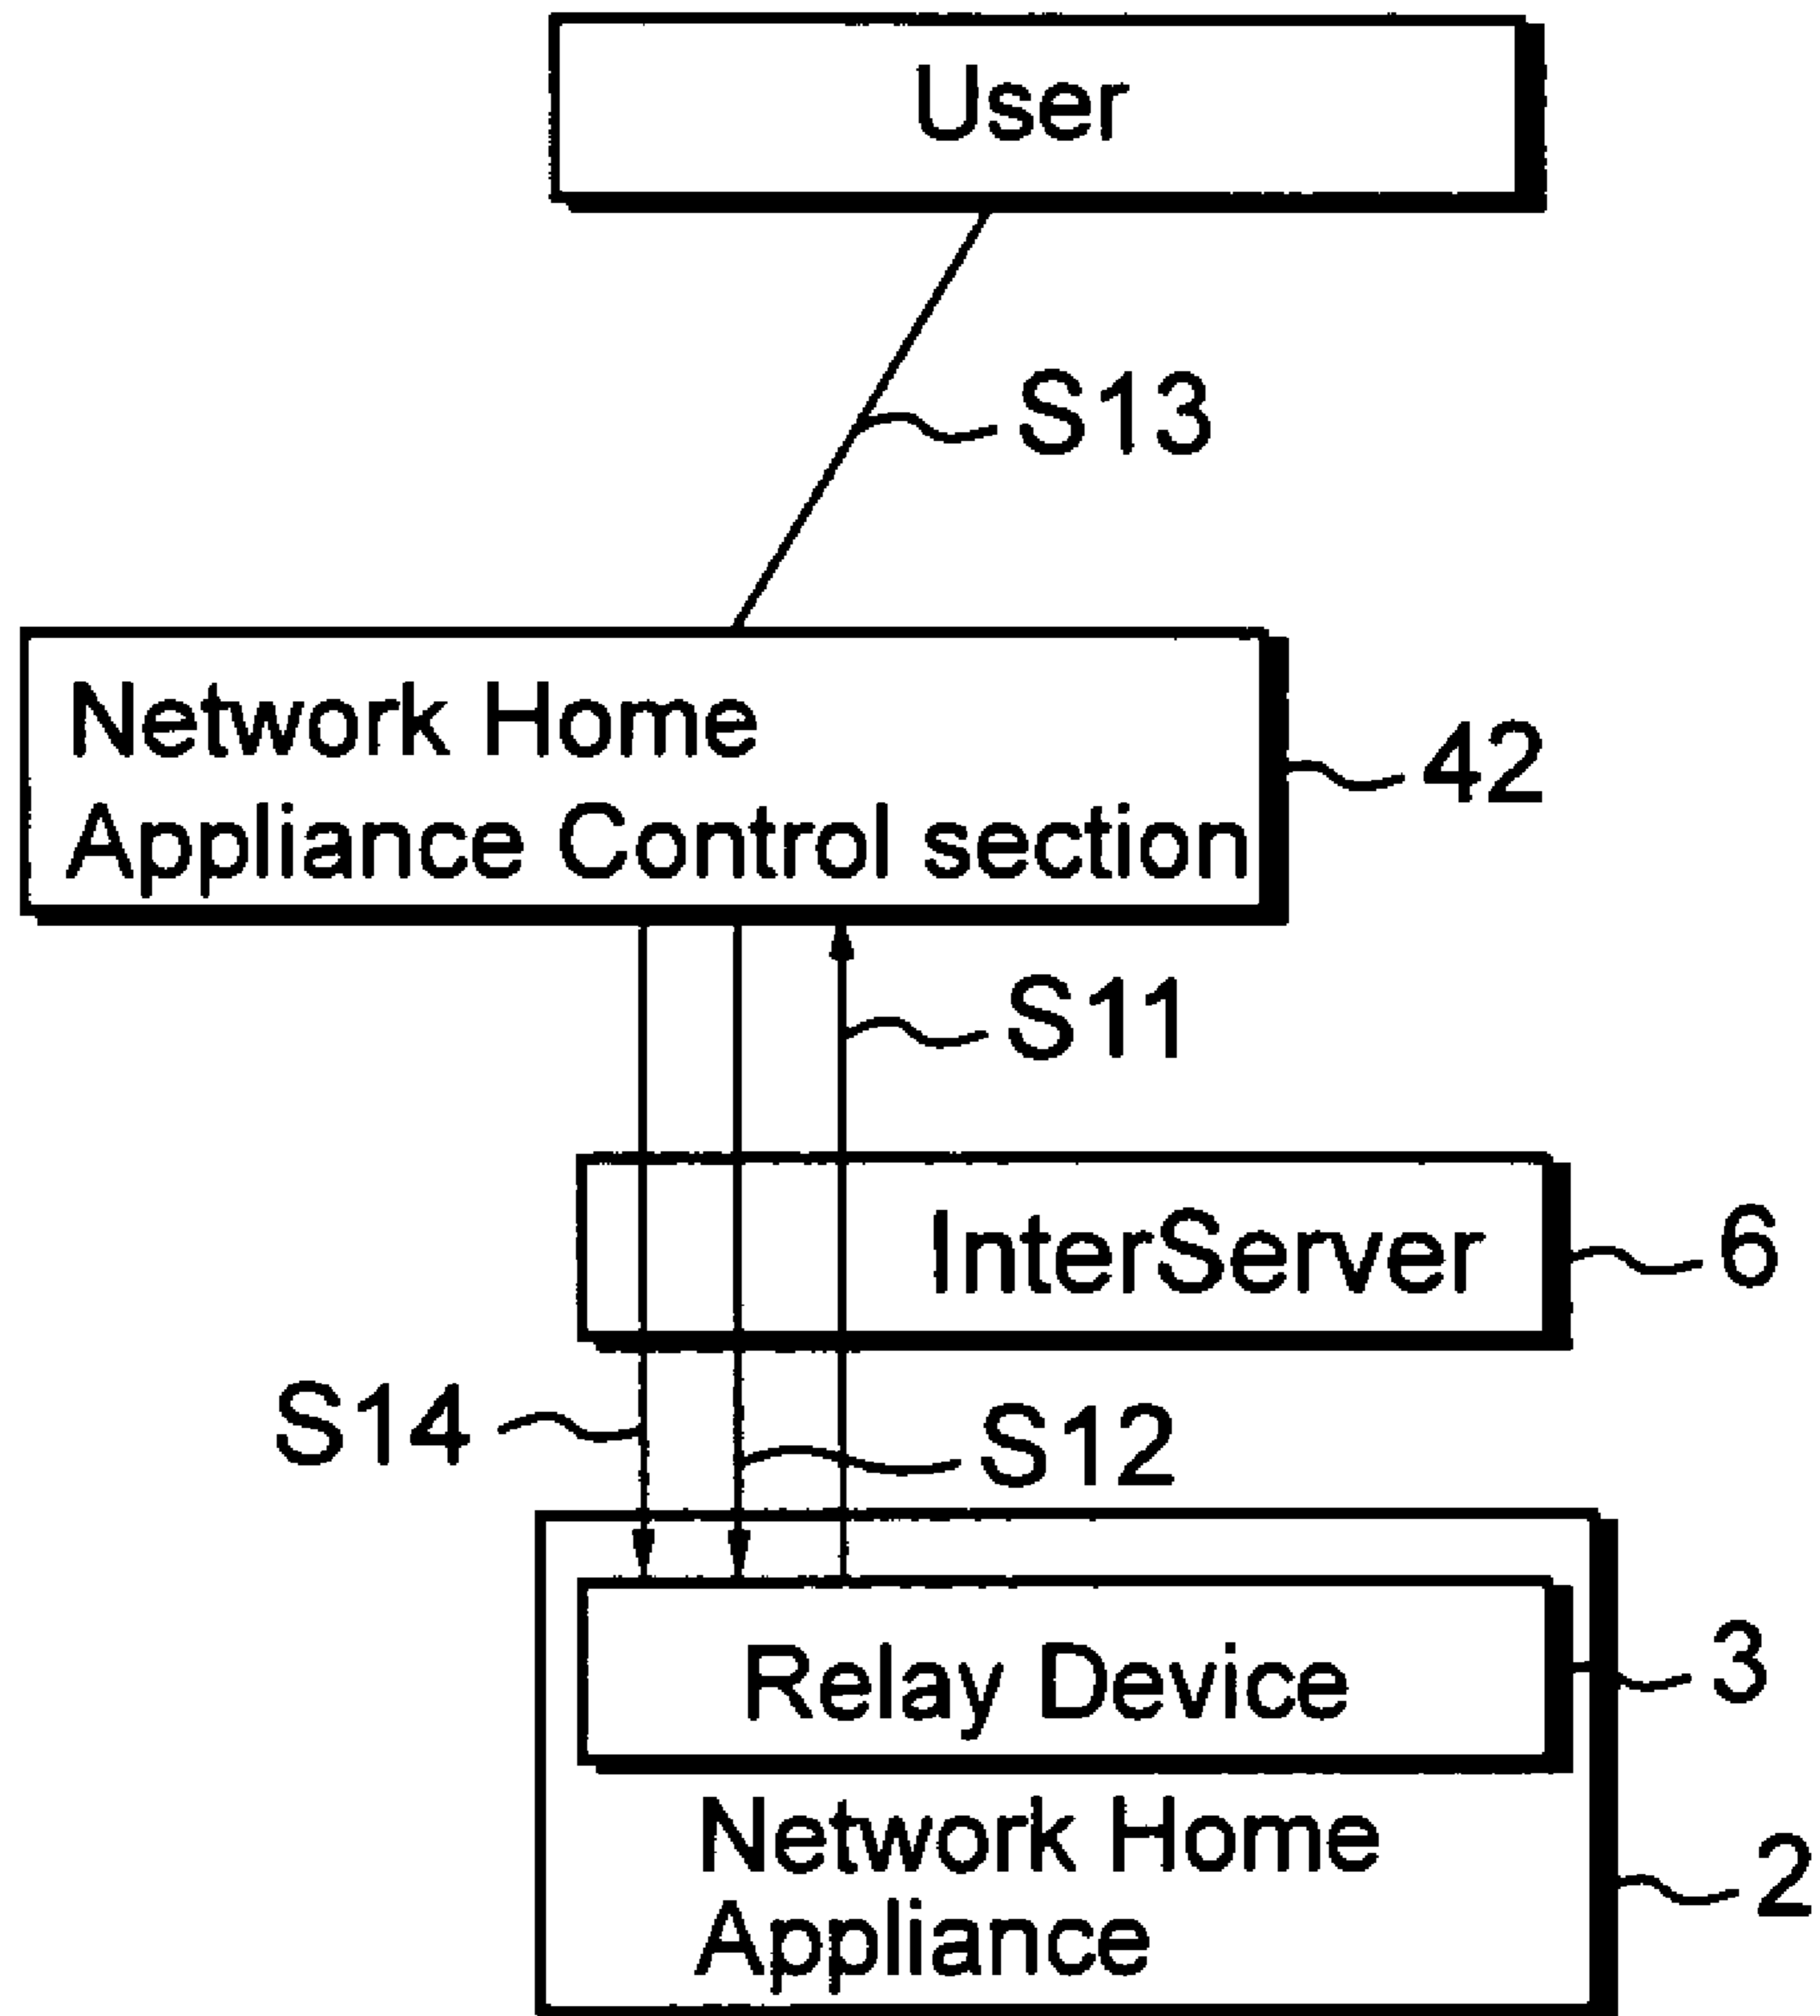 User
S13
Network Home
Appliance Control section
42
S11
InterServer
6
S14
S12
Relay Device
3
Network Home
Appliance
2